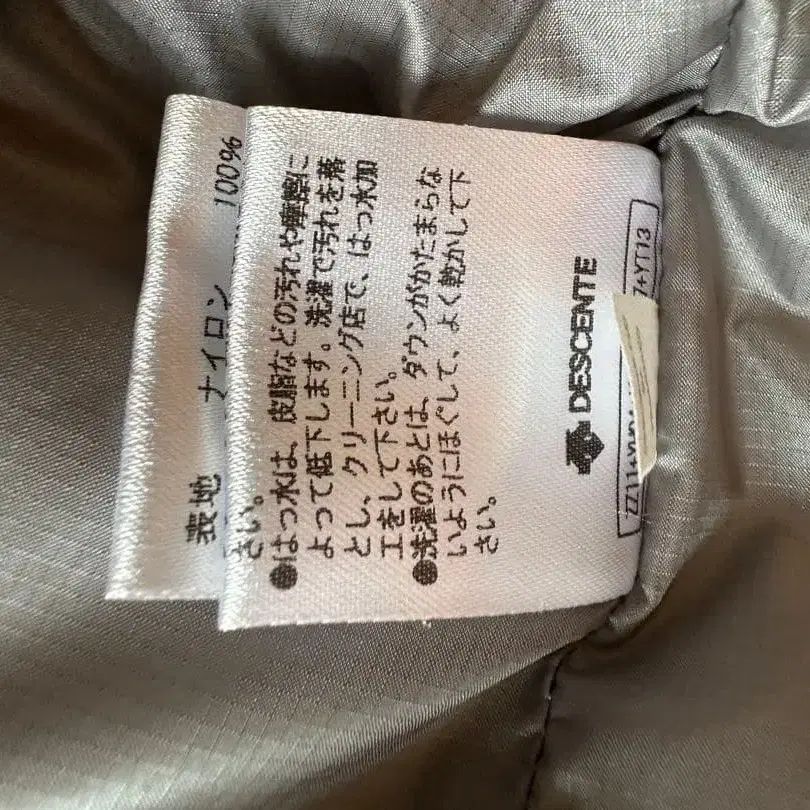 表地 ナイロン 100%
さい。
●はっ水は、皮脂などの汚れや摩擦に
よって低下します。洗濯で汚れを落
とし、クリーニング店で、はっ水加
工をして下さい。
●洗濯のあとは、ダウンがかたまらな
いようにほぐして、よく乾かして下
さい。
DESCENTE